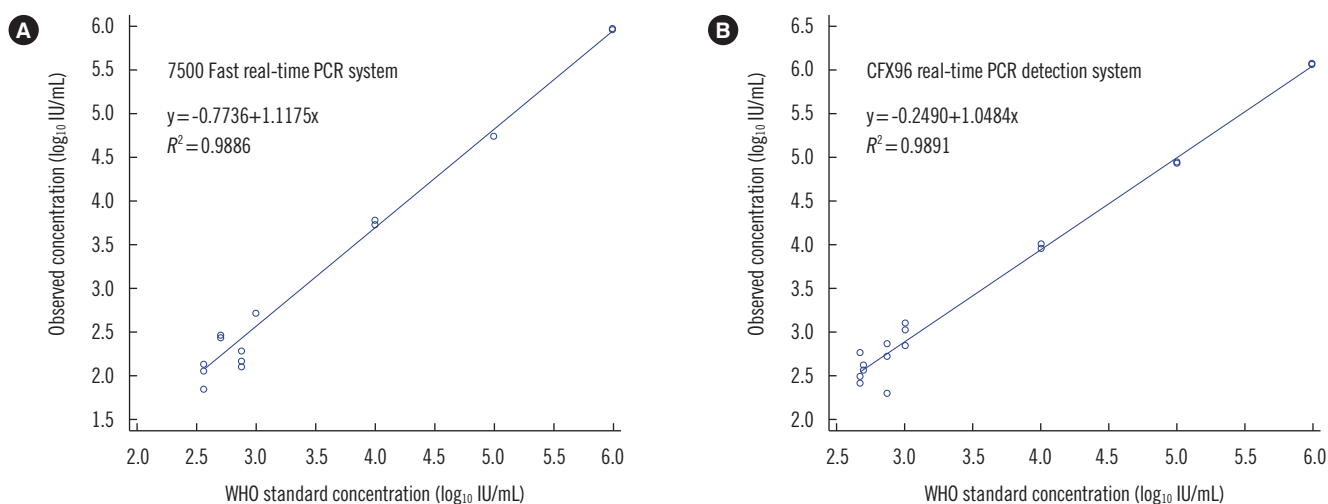 A
6.0
5.5
5.0
4.5
4.0
3.5
3.0
2.5
2.0
1.5
Observed concentration (log₁₀ IU/mL)
7500 Fast real-time PCR system
y=-0.7736+1.1175x
R²=0.9886
2.0 2.5 3.0 3.5 4.0 4.5 5.0 5.5 6.0
WHO standard concentration (log₁₀ IU/mL)
B
6.5
6.0
5.5
5.0
4.5
4.0
3.5
3.0
2.5
2.0
Observed concentration (log₁₀ IU/mL)
CFX96 real-time PCR detection system
y=-0.2490+1.0484x
R²=0.9891
2.5 3.0 3.5 4.0 4.5 5.0 5.5 6.0
WHO standard concentration (log₁₀ IU/mL)